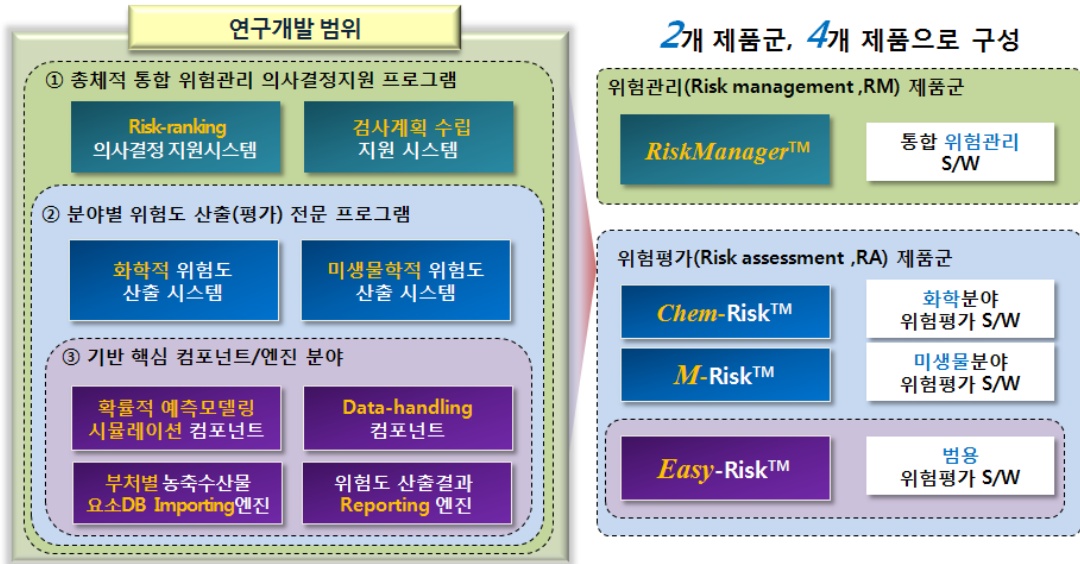 연구개발 범위
① 총체적 통합 위험관리 의사결정지원 프로그램
Risk-ranking
의사결정 지원시스템
검사계획 수립
지원 시스템
② 분야별 위험도 산출(평가) 전문 프로그램
화학적 위험도
산출 시스템
미생물학적 위험도
산출 시스템
③ 기반 핵심 컴포넌트/엔진 분야
확률적 예측모델링
시뮬레이션 컴포넌트
Data-handling
컴포넌트
부처별 농축수산물
요소DB Importing엔진
위험도 산출결과
Reporting 엔진
2개 제품군, 4개 제품으로 구성
위험관리(Risk management ,RM) 제품군
RiskManager™
통합 위험관리
S/W
위험평가(Risk assessment ,RA) 제품군
Chem-Risk™
화학분야
위험평가 S/W
M-Risk™
미생물분야
위험평가 S/W
Easy-Risk™
범용
위험평가 S/W